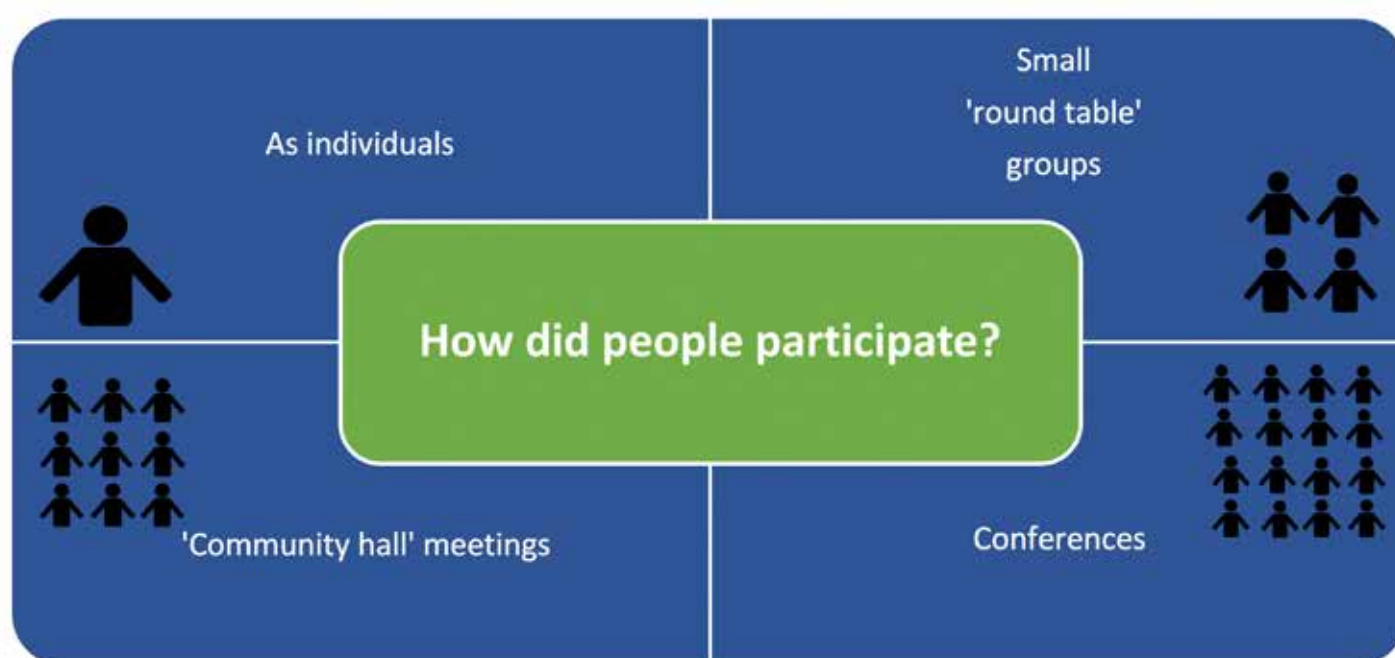 As individuals
Small
'round table'
groups
How did people participate?
'Community hall' meetings
Conferences